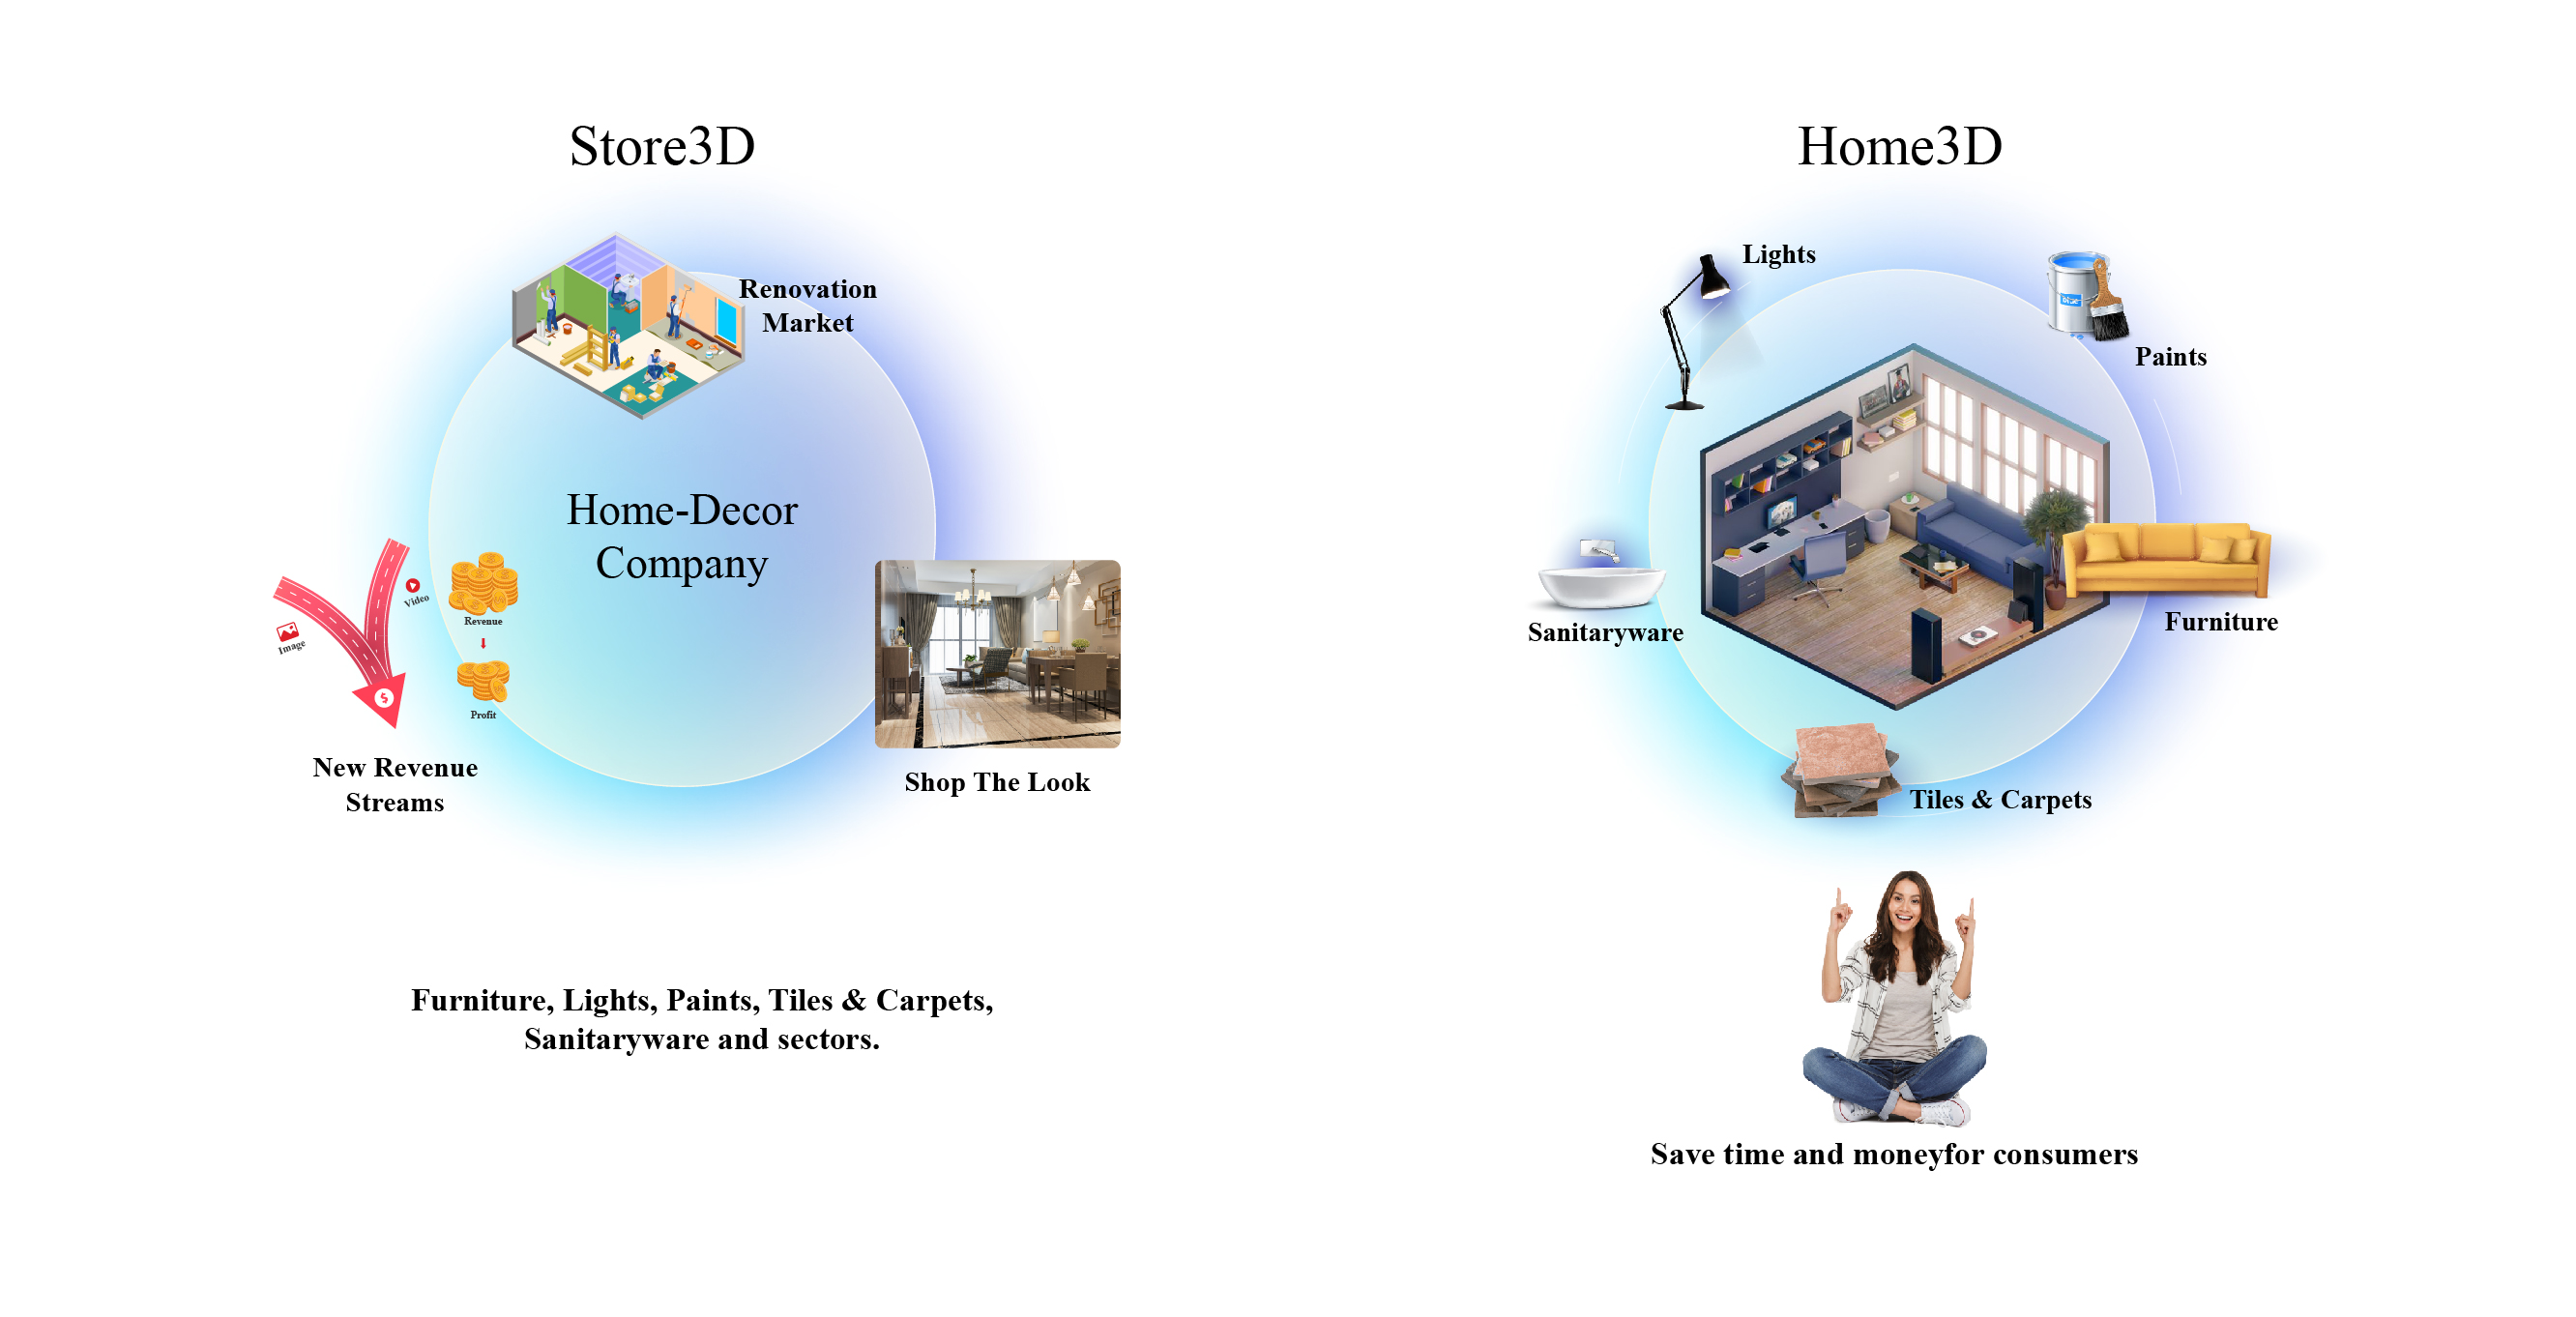 Store3D
Renovation
Market
Home-Decor
Company
Video
Image
Revenue
Profit
New Revenue
Streams
Shop The Look
Furniture, Lights, Paints, Tiles & Carpets,
Sanitaryware and sectors.
Home3D
Lights
blue
Paints
Sanitaryware
Furniture
Tiles & Carpets
Save time and moneyfor consumers